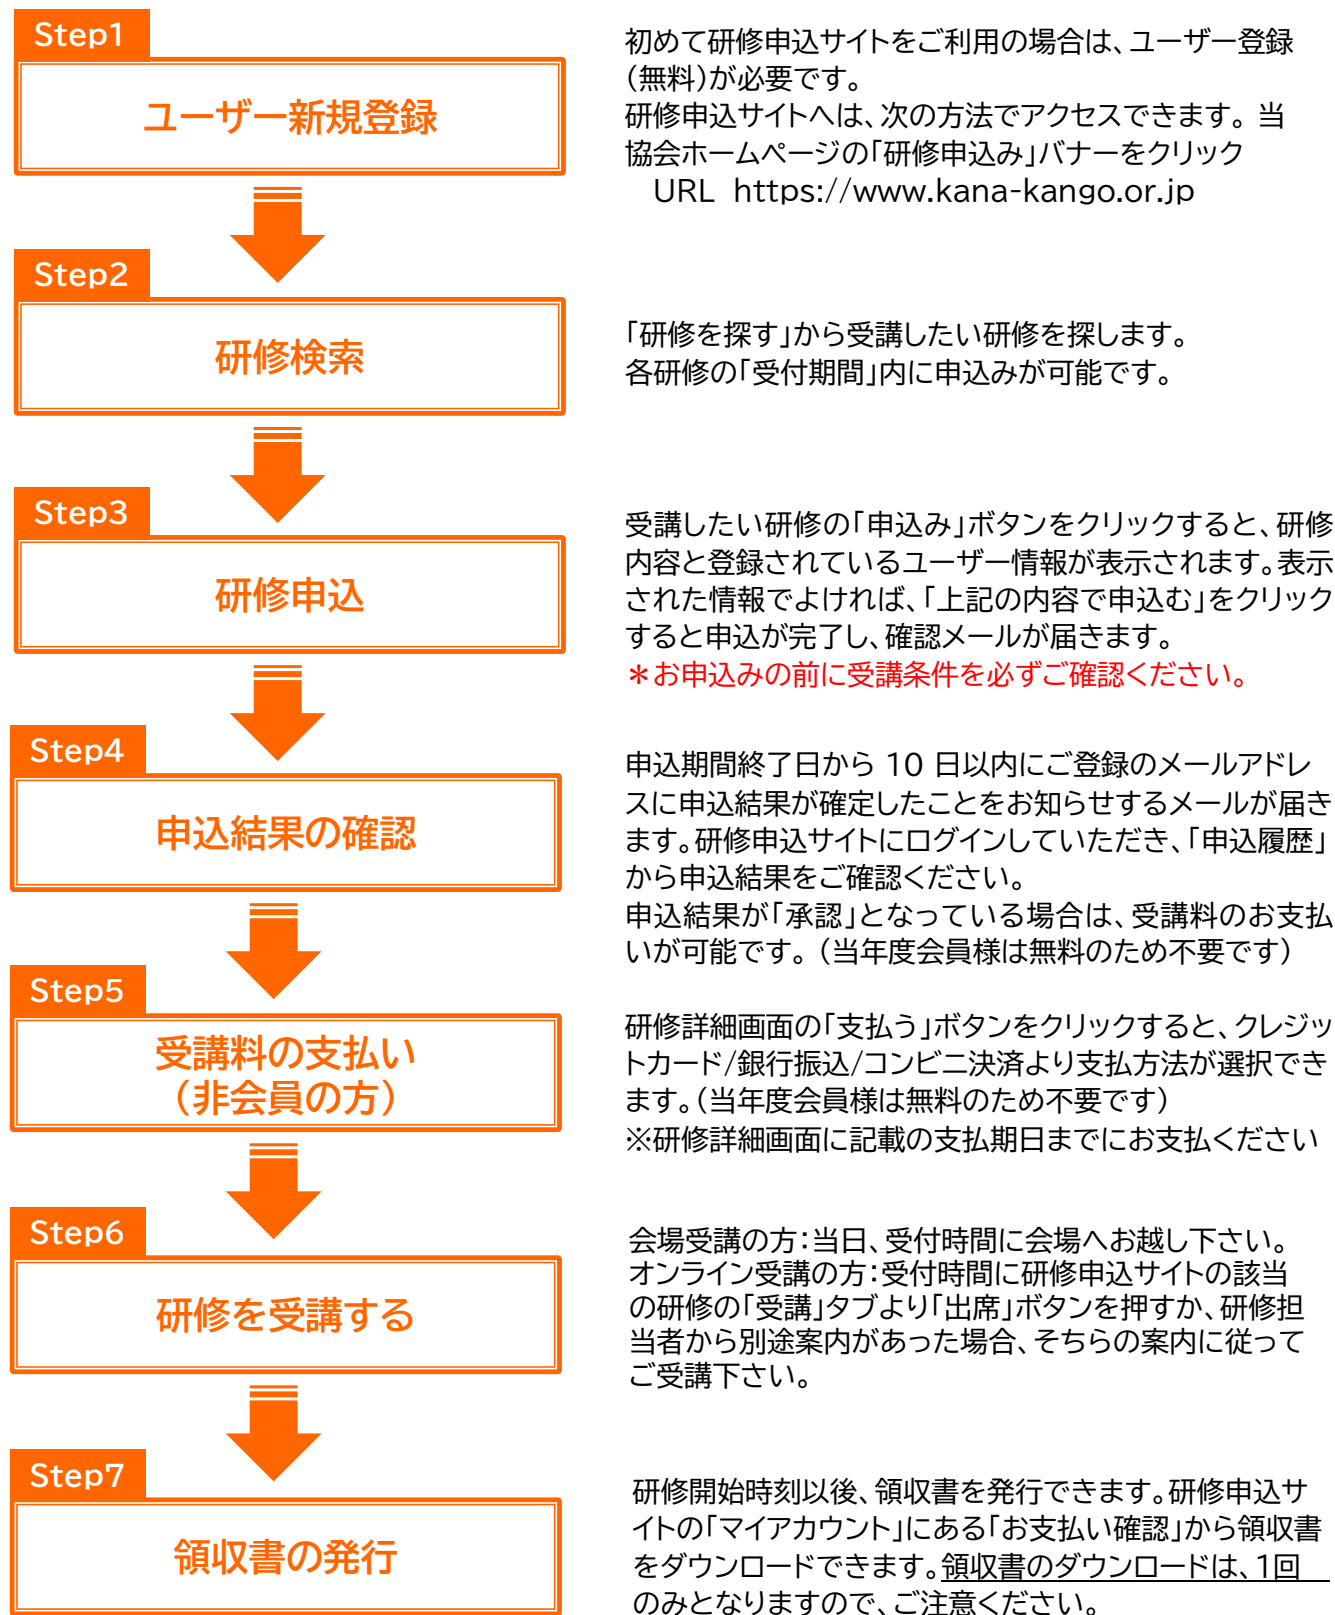 Step1
ユーザー新規登録
初めて研修申込サイトをご利用の場合は、ユーザー登録
（無料）が必要です。
研修申込サイトへは、次の方法でアクセスできます。当
協会ホームページの「研修申込み」バナーをクリック
URL https://www.kana-kango.or.jp
Step2
研修検索
「研修を探す」から受講したい研修を探します。
各研修の「受付期間」内に申込みが可能です。
Step3
研修申込
受講したい研修の「申込み」ボタンをクリックすると、研修
内容と登録されているユーザー情報が表示されます。表示
された情報でよければ、「上記の内容で申込む」をクリック
すると申込が完了し、確認メールが届きます。
＊お申込みの前に受講条件を必ずご確認ください。
Step4
申込結果の確認
申込期間終了日から 10 日以内にご登録のメールアドレ
スに申込結果が確定したことをお知らせするメールが届き
ます。研修申込サイトにログインしていただき、「申込履歴」
から申込結果をご確認ください。
申込結果が「承認」となっている場合は、受講料のお支払
いが可能です。（当年度会員様は無料のため不要です）
Step5
受講料の支払い
（非会員の方）
研修詳細画面の「支払う」ボタンをクリックすると、クレジッ
トカード/銀行振込/コンビニ決済より支払方法が選択でき
ます。（当年度会員様は無料のため不要です）
※研修詳細画面に記載の支払期日までにお支払ください
Step6
研修を受講する
会場受講の方：当日、受付時間に会場へお越し下さい。
オンライン受講の方：受付時間に研修申込サイトの該当
の研修の「受講」タブより「出席」ボタンを押すか、研修担
当者から別途案内があった場合、そちらの案内に従って
ご受講下さい。
Step7
領収書の発行
研修開始時刻以後、領収書を発行できます。研修申込サ
イトの「マイアカウント」にある「お支払い確認」から領収書
をダウンロードできます。領収書のダウンロードは、1回
のみとなりますので、ご注意ください。